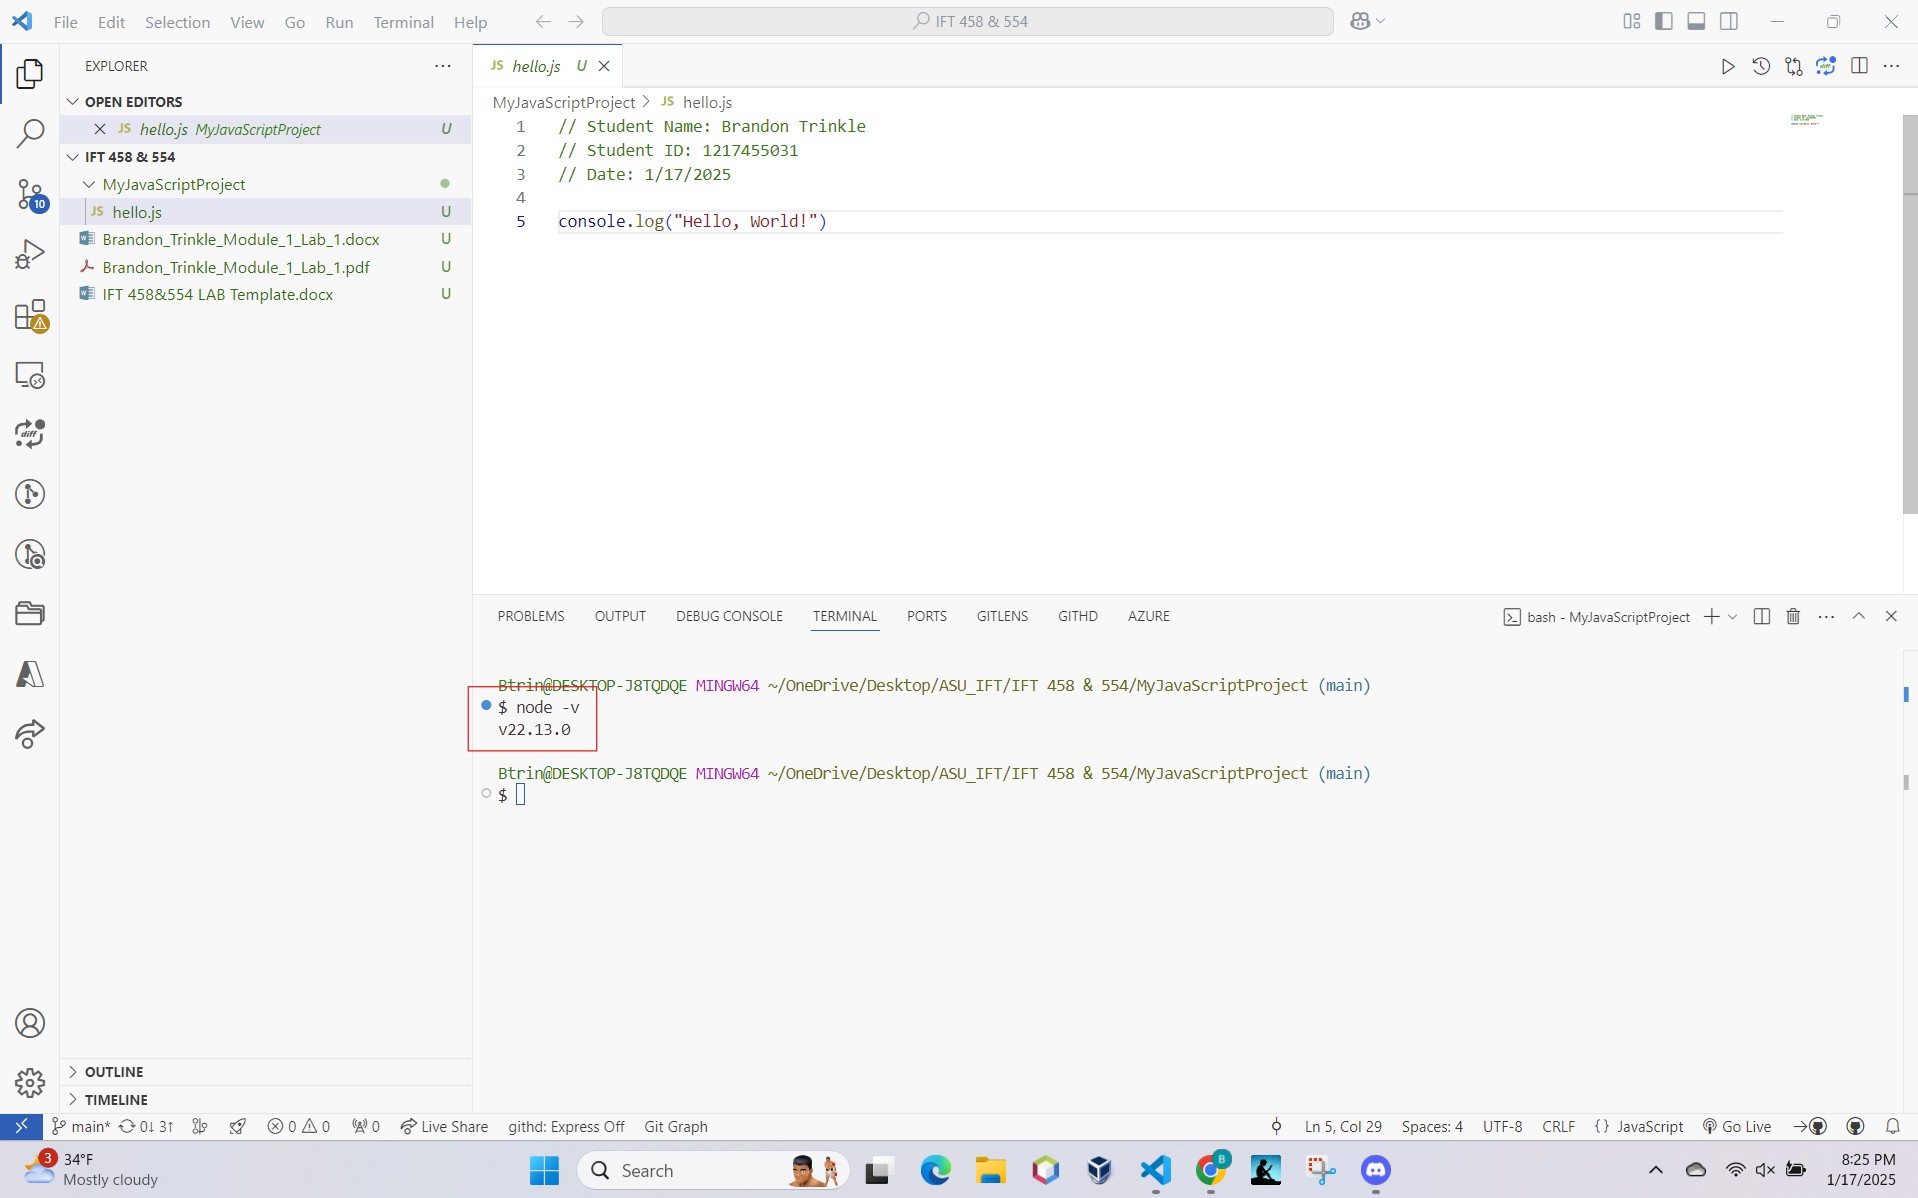 File Edit Selection View Go Run Terminal Help IFT 458 & 554
EXPLORER
OPEN EDITORS
JS hello.js MyJavaScriptProject U
IFT 458 & 554
MyJavaScriptProject
JS hello.js U
Brandon_Trinkle_Module_1_Lab_1.docx U
Brandon_Trinkle_Module_1_Lab_1.pdf U
IFT 458&554 LAB Template.docx U
10
diff
OUTLINE
TIMELINE
JS hello.js U
diff
MyJavaScriptProject > JS hello.js
1 // Student Name: Brandon Trinkle
2 // Student ID: 1217455031
3 // Date: 1/17/2025
4
5 console.log("Hello, World!")
PROBLEMS OUTPUT DEBUG CONSOLE TERMINAL PORTS GITLENS GITHD AZURE bash - MyJavaScriptProject
Btrin@DESKTOP-J8TQDQE MINGW64 ~/OneDrive/Desktop/ASU_IFT/IFT 458 & 554/MyJavaScriptProject (main)
$ node -v
v22.13.0
Btrin@DESKTOP-J8TQDQE MINGW64 ~/OneDrive/Desktop/ASU_IFT/IFT 458 & 554/MyJavaScriptProject (main)
$
main* 0↓ 3↑ 0 0 0 Live Share githd: Express Off Git Graph Ln 5, Col 29 Spaces: 4 UTF-8 CRLF {} JavaScript Go Live
3 34°F
Mostly cloudy
Search
B
8:25 PM
1/17/2025